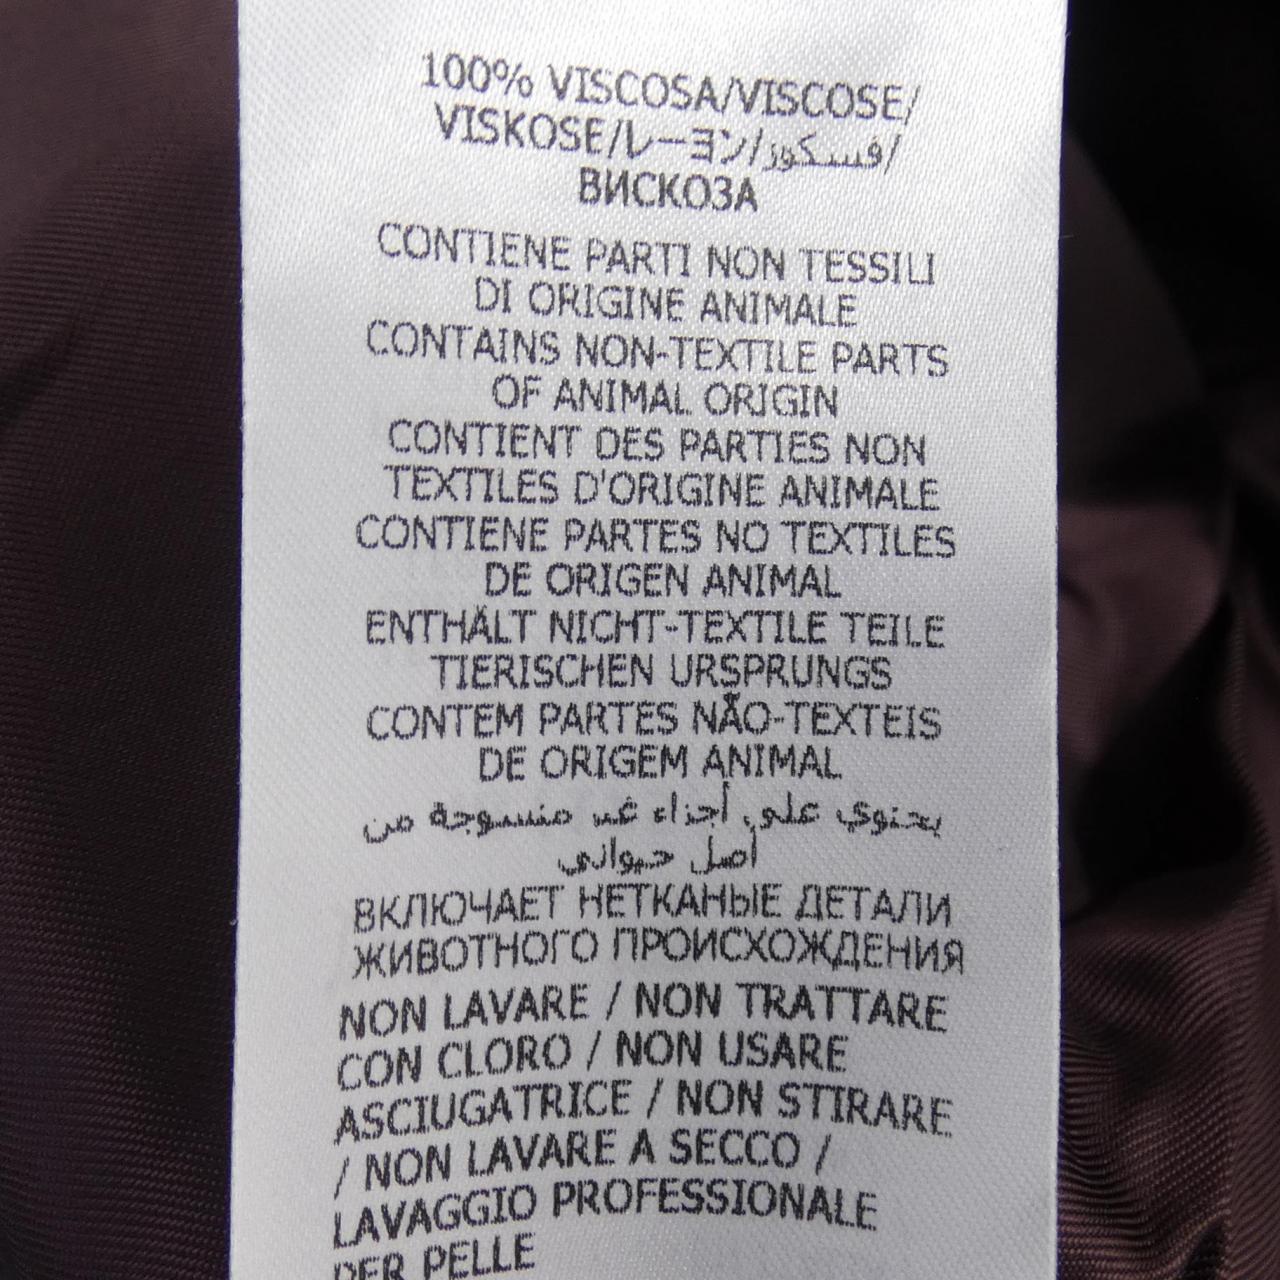 100% VISCOSA/VISCOSE/
VISKOSE/レーヨン/فسكوز/
ВИСКОЗА
CONTIENE PARTI NON TESSILI
DI ORIGINE ANIMALE
CONTAINS NON-TEXTILE PARTS
OF ANIMAL ORIGIN
CONTIENT DES PARTIES NON
TEXTILES D'ORIGINE ANIMALE
CONTIENE PARTES NO TEXTILES
DE ORIGEN ANIMAL
ENTHÄLT NICHT-TEXTILE TEILE
TIERISCHEN URSPRUNGS
CONTEM PARTES NÃO-TEXTEIS
DE ORIGEM ANIMAL
يحتوي على أجزاء غير منسوجة من
أصل حيواني
ВКЛЮЧАЕТ НЕТКАНЫЕ ДЕТАЛИ
ЖИВОТНОГО ПРОИСХОЖДЕНИЯ
NON LAVARE / NON TRATTARE
CON CLORO / NON USARE
ASCIUGATRICE / NON STIRARE
/ NON LAVARE A SECCO /
LAVAGGIO PROFESSIONALE
PER PELLE